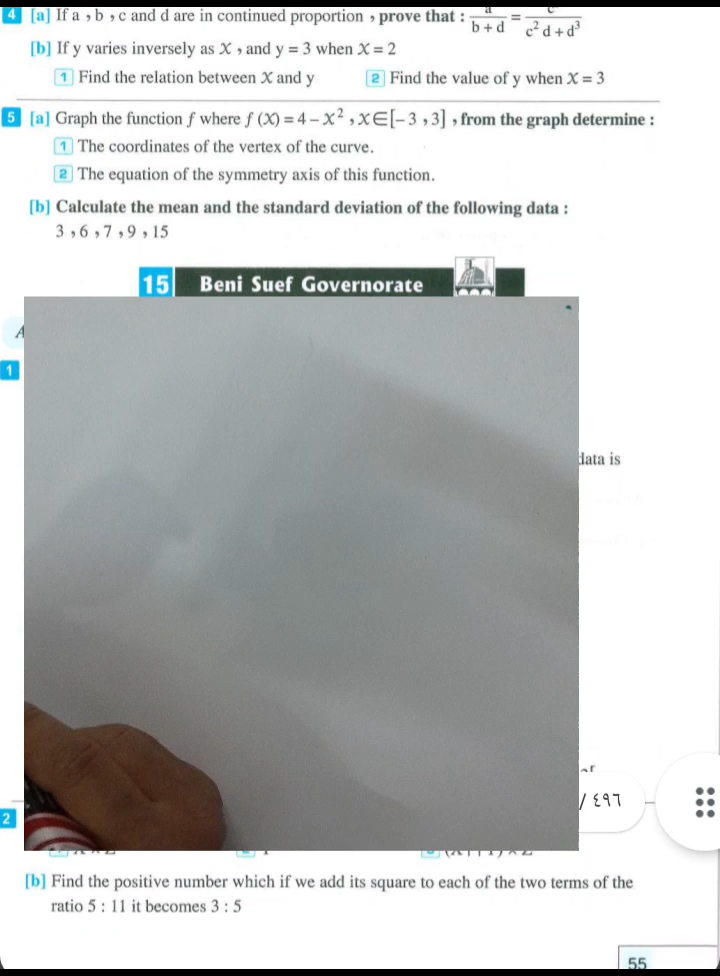 4 [a] If a , b , c and d are in continued proportion , prove that : a/(b + d) = c/(c² d + d³)
[b] If y varies inversely as X , and y = 3 when X = 2
1 Find the relation between X and y 2 Find the value of y when X = 3
5 [a] Graph the function f where f (X) = 4 – X² , X ∈ [– 3 , 3] , from the graph determine :
1 The coordinates of the vertex of the curve.
2 The equation of the symmetry axis of this function.
[b] Calculate the mean and the standard deviation of the following data :
3 , 6 , 7 , 9 , 15
15 Beni Suef Governorate
1
data is
/ ٤٩٦
2
[b] Find the positive number which if we add its square to each of the two terms of the
ratio 5 : 11 it becomes 3 : 5
55